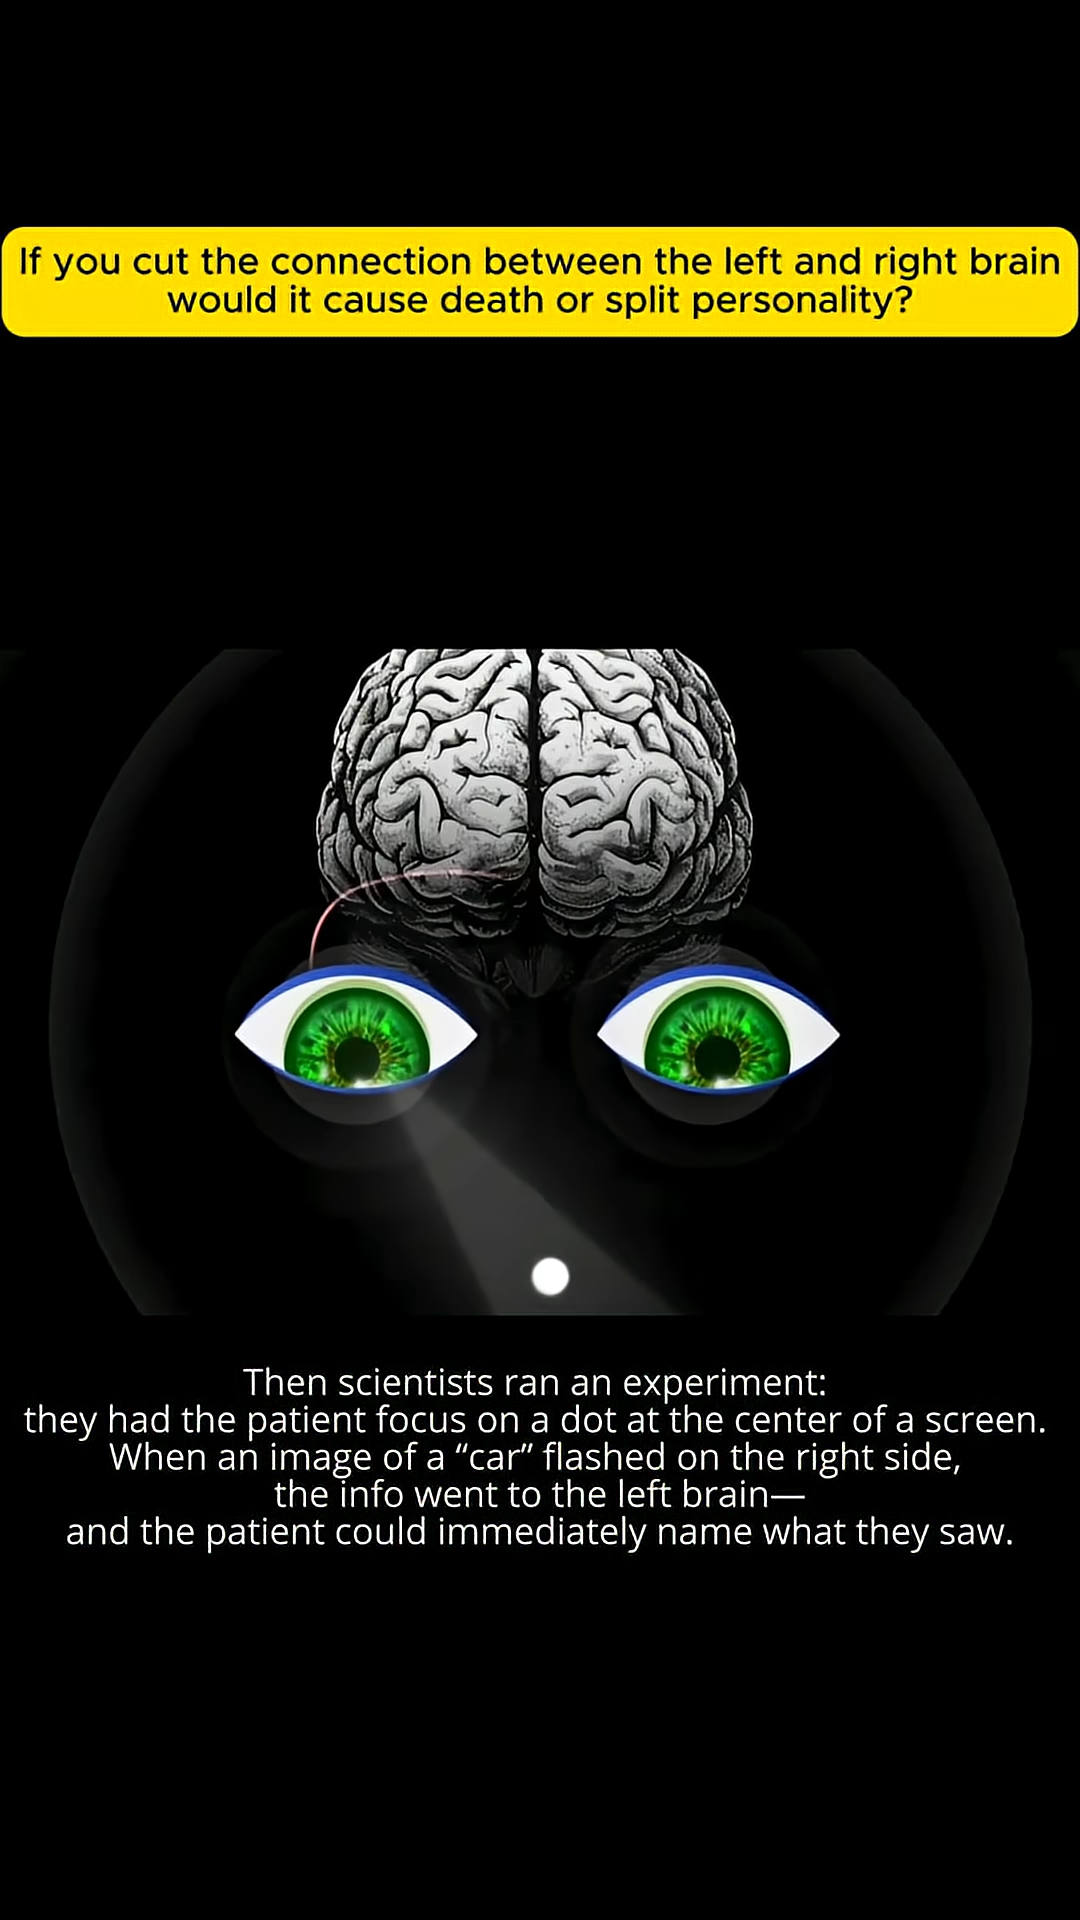 If you cut the connection between the left and right brain
would it cause death or split personality?
Then scientists ran an experiment:
they had the patient focus on a dot at the center of a screen.
When an image of a “car” flashed on the right side,
the info went to the left brain—
and the patient could immediately name what they saw.